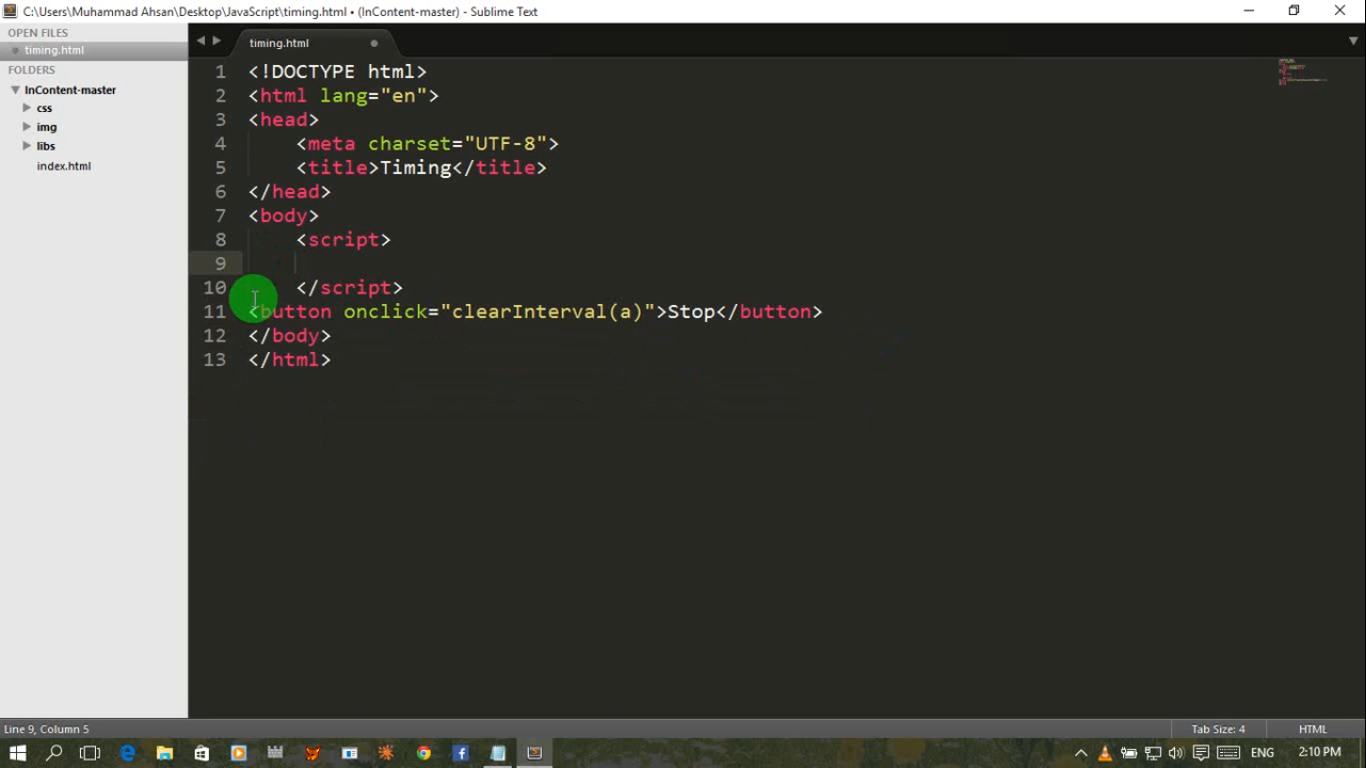 C:\Users\Muhammad Ahsan\Desktop\JavaScript\timing.html • (InContent-master) - Sublime Text
OPEN FILES
timing.html
FOLDERS
InContent-master
css
img
libs
index.html
timing.html
1 <!DOCTYPE html>
2 <html lang="en">
3 <head>
4 <meta charset="UTF-8">
5 <title>Timing</title>
6 </head>
7 <body>
8 <script>
9
10 </script>
11 <button onclick="clearInterval(a)">Stop</button>
12 </body>
13 </html>
Line 9, Column 5
Tab Size: 4
HTML
ENG
2:10 PM